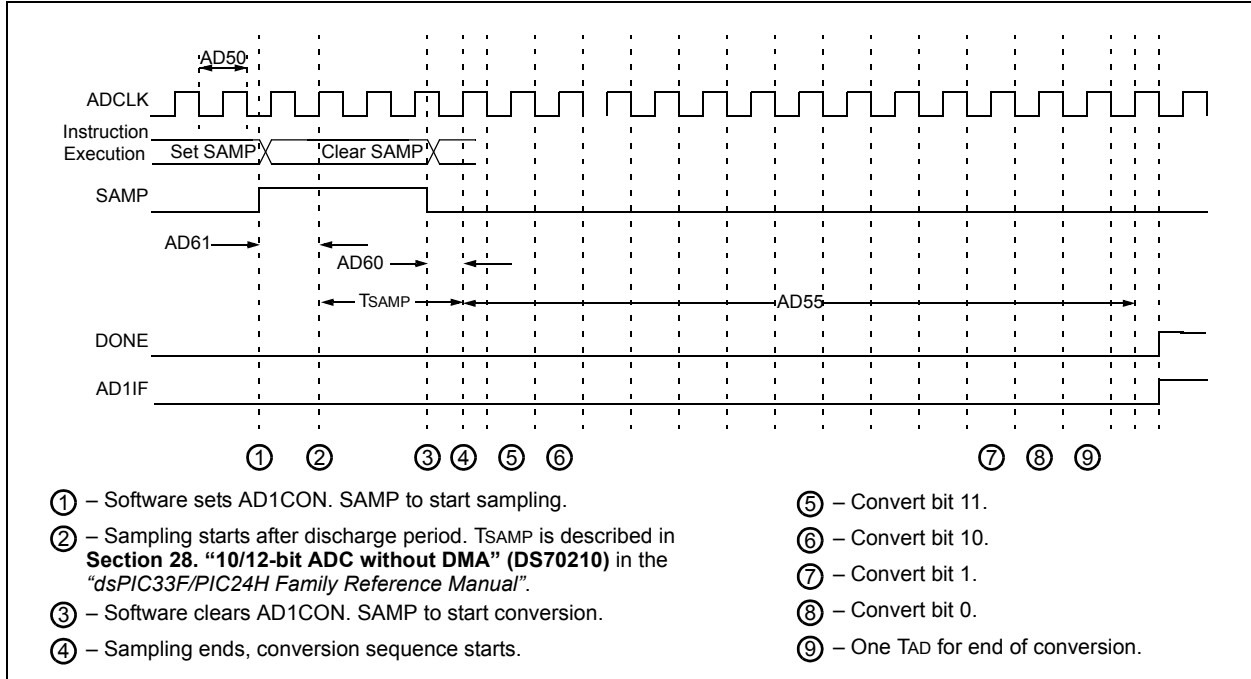 AD50
ADCLK
Instruction
Execution
Set SAMP
Clear SAMP
SAMP
AD61
AD60
TSAMP
AD55
DONE
AD1IF
1 2 3 4 5 6 7 8 9
1 – Software sets AD1CON. SAMP to start sampling.
2 – Sampling starts after discharge period. TSAMP is described in
Section 28. “10/12-bit ADC without DMA” (DS70210) in the
“dsPIC33F/PIC24H Family Reference Manual”.
3 – Software clears AD1CON. SAMP to start conversion.
4 – Sampling ends, conversion sequence starts.
5 – Convert bit 11.
6 – Convert bit 10.
7 – Convert bit 1.
8 – Convert bit 0.
9 – One TAD for end of conversion.